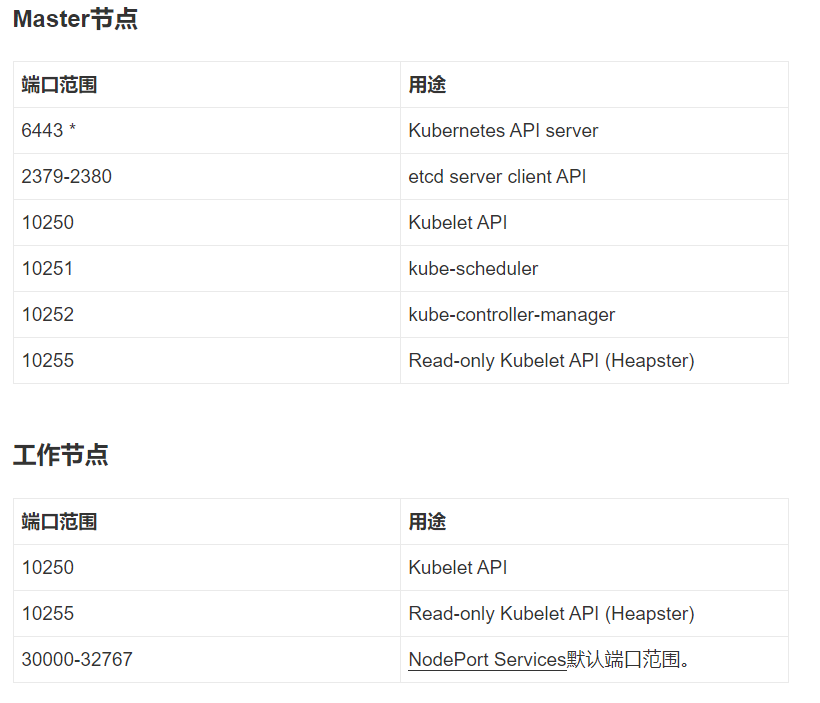 Master节点
端口范围 用途
6443 * Kubernetes API server
2379-2380 etcd server client API
10250 Kubelet API
10251 kube-scheduler
10252 kube-controller-manager
10255 Read-only Kubelet API (Heapster)
工作节点
端口范围 用途
10250 Kubelet API
10255 Read-only Kubelet API (Heapster)
30000-32767 NodePort Services默认端口范围。